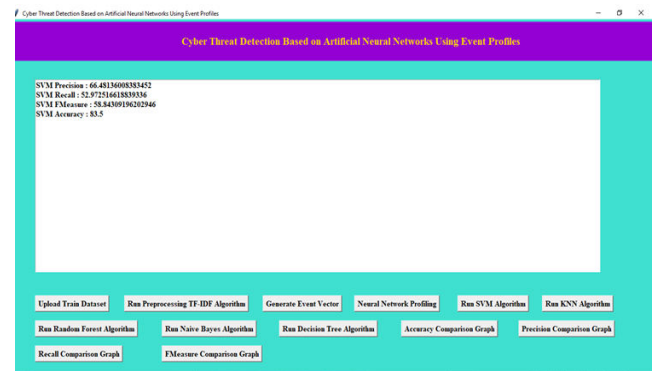 Cyber Threat Detection Based on Artificial Neural Networks Using Event Profiles
Cyber Threat Detection Based on Artificial Neural Networks Using Event Profiles
SVM Precision : 66.48136008383452
SVM Recall : 52.972516618839336
SVM FMeasure : 58.84309196202946
SVM Accuracy : 83.5
Upload Train Dataset Run Preprocessing TF-IDF Algorithm Generate Event Vector Neural Network Profiling Run SVM Algorithm Run KNN Algorithm
Run Random Forest Algorithm Run Naive Bayes Algorithm Run Decision Tree Algorithm Accuracy Comparison Graph Precision Comparison Graph
Recall Comparison Graph FMeasure Comparison Graph